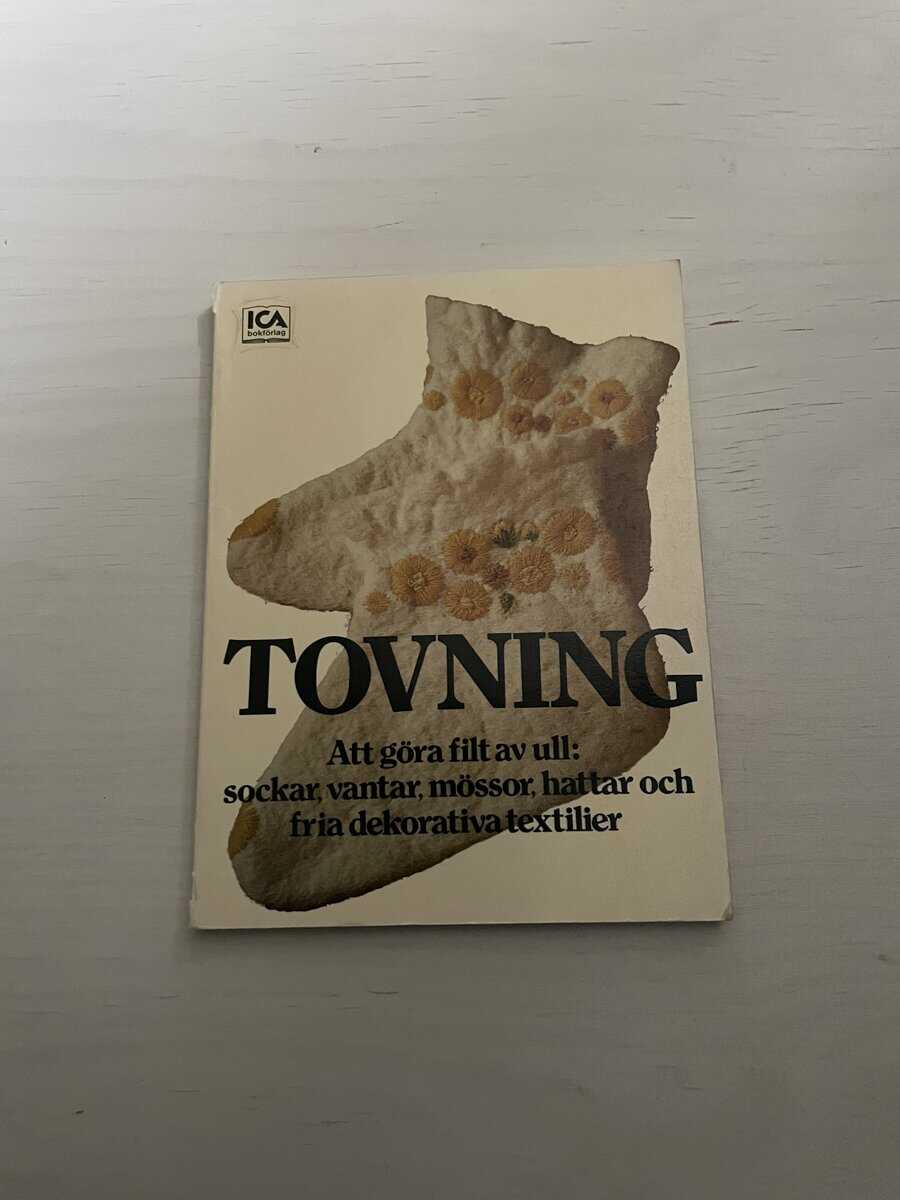 ICA
bokförlag
TOVNING
Att göra filt av ull:
sockar, vantar, mössor, hattar och
fria dekorativa textilier